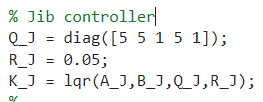 % Jib controller
Q_J = diag([5 5 1 5 1]);
R_J = 0.05;
K_J = lqr(A_J,B_J,Q_J,R_J);
%